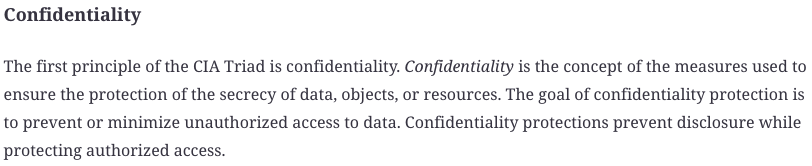 Confidentiality
The first principle of the CIA Triad is confidentiality. Confidentiality is the concept of the measures used to
ensure the protection of the secrecy of data, objects, or resources. The goal of confidentiality protection is
to prevent or minimize unauthorized access to data. Confidentiality protections prevent disclosure while
protecting authorized access.